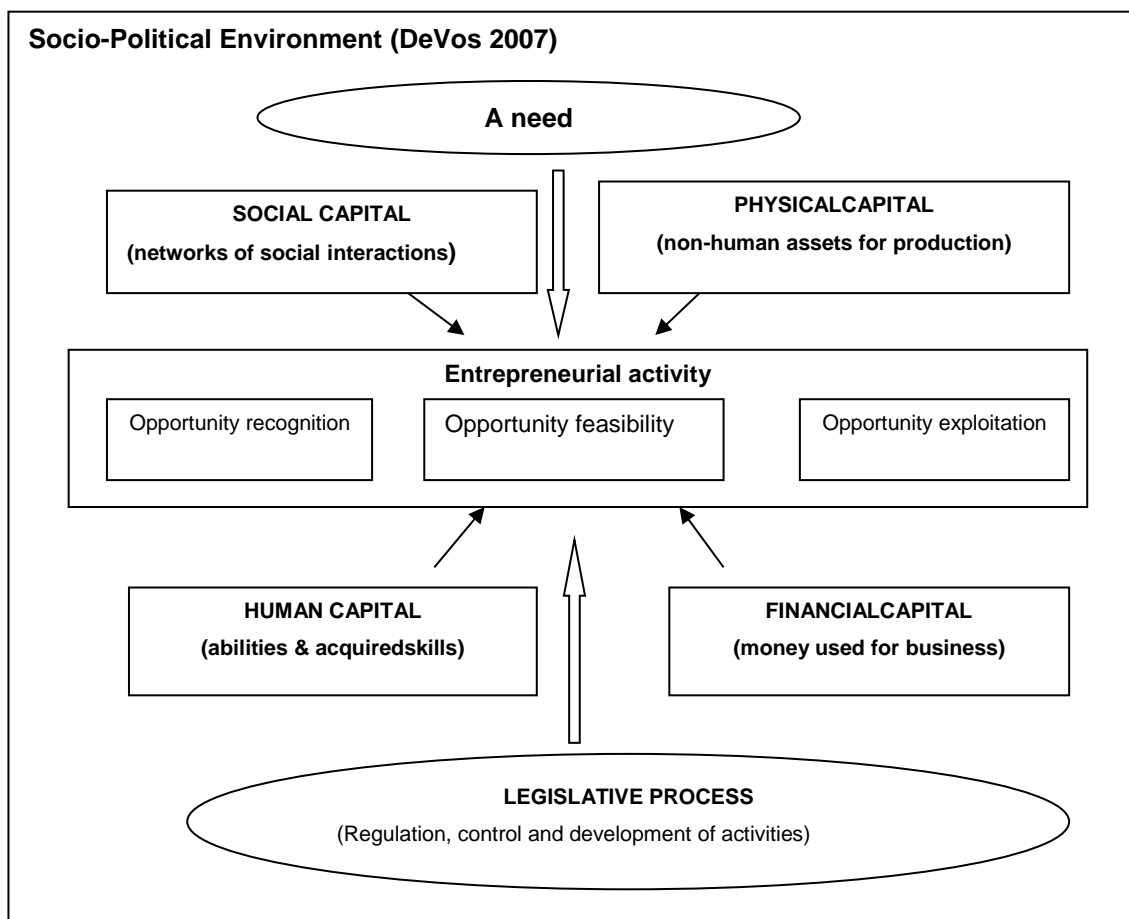 Socio-Political Environment (DeVos 2007)
A need
SOCIAL CAPITAL
(networks of social interactions)
PHYSICALCAPITAL
(non-human assets for production)
Entrepreneurial activity
Opportunity recognition
Opportunity feasibility
Opportunity exploitation
HUMAN CAPITAL
(abilities & acquiredskills)
FINANCIALCAPITAL
(money used for business)
LEGISLATIVE PROCESS
(Regulation, control and development of activities)